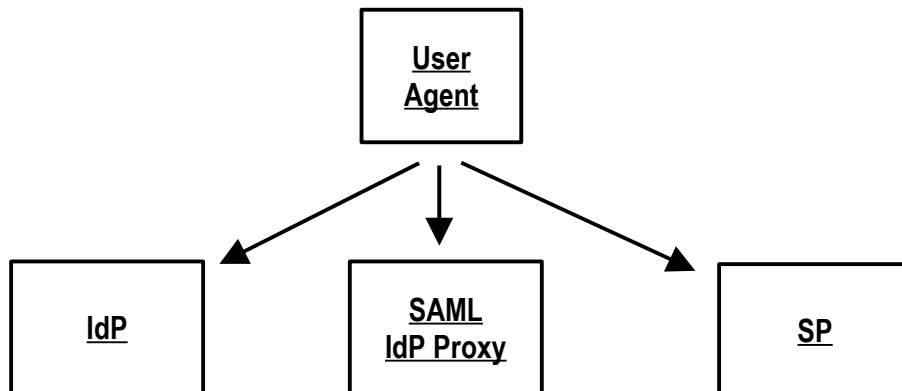 User
Agent
IdP
SAML
IdP Proxy
SP